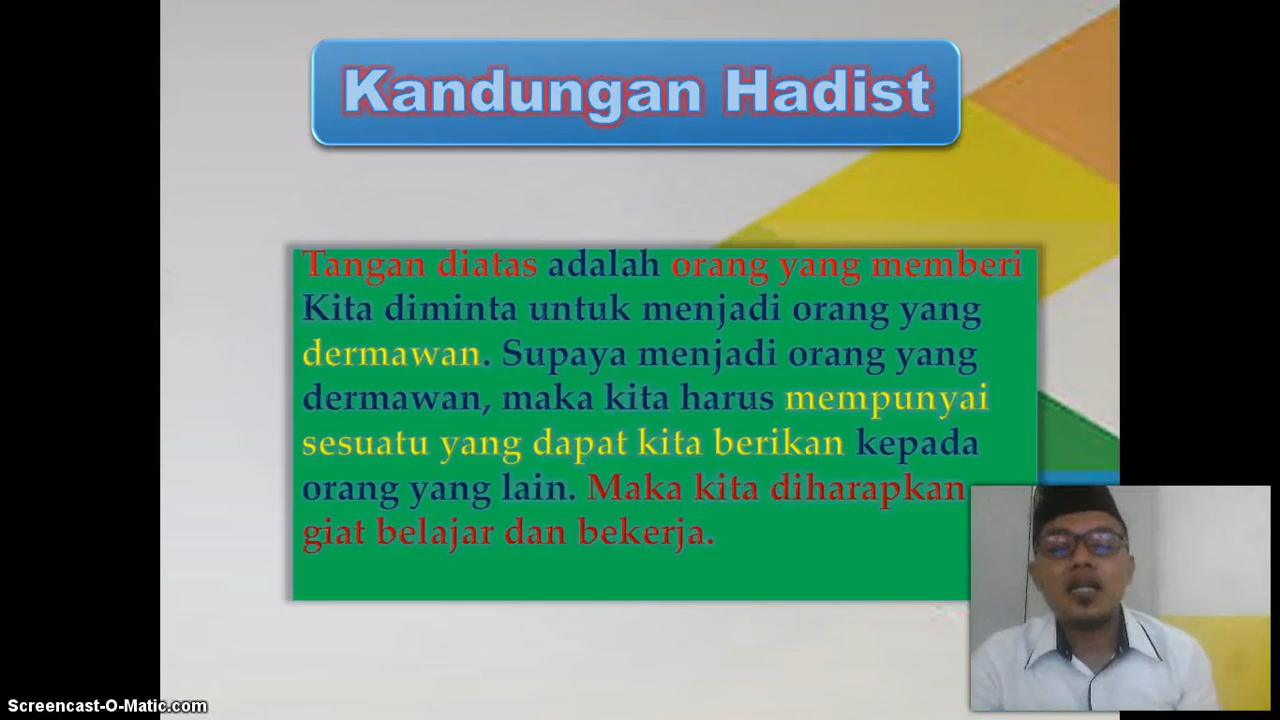 Kandungan Hadist
Tangan diatas adalah orang yang memberi
Kita diminta untuk menjadi orang yang
dermawan. Supaya menjadi orang yang
dermawan, maka kita harus mempunyai
sesuatu yang dapat kita berikan kepada
orang yang lain. Maka kita diharapkan
giat belajar dan bekerja.
Screencast-O-Matic.com